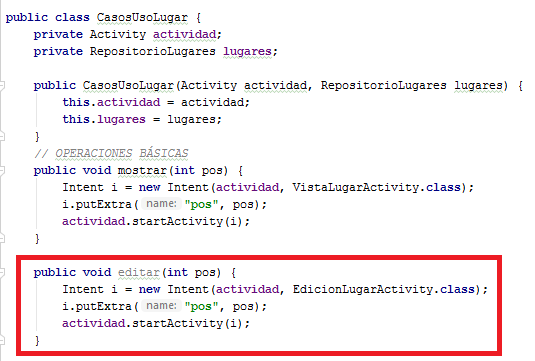 public class CasosUsoLugar {
private Activity actividad;
private RepositorioLugares lugares;
public CasosUsoLugar(Activity actividad, RepositorioLugares lugares) {
this.actividad = actividad;
this.lugares = lugares;
}
// OPERACIONES BÁSICAS
public void mostrar(int pos) {
Intent i = new Intent(actividad, VistaLugarActivity.class);
i.putExtra( name: "pos", pos);
actividad.startActivity(i);
}
public void editar(int pos) {
Intent i = new Intent(actividad, EdicionLugarActivity.class);
i.putExtra( name: "pos", pos);
actividad.startActivity(i);
}